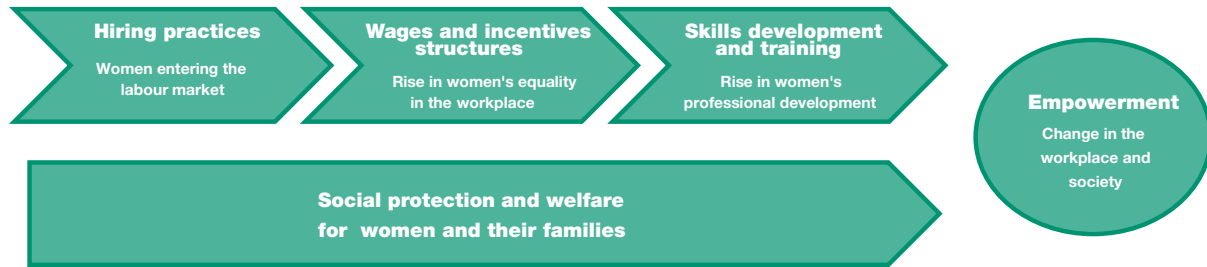 Hiring practices
Women entering the
labour market
Wages and incentives
structures
Rise in women's equality
in the workplace
Skills development
and training
Rise in women's
professional development
Empowerment
Change in the
workplace and
society
Social protection and welfare
for women and their families